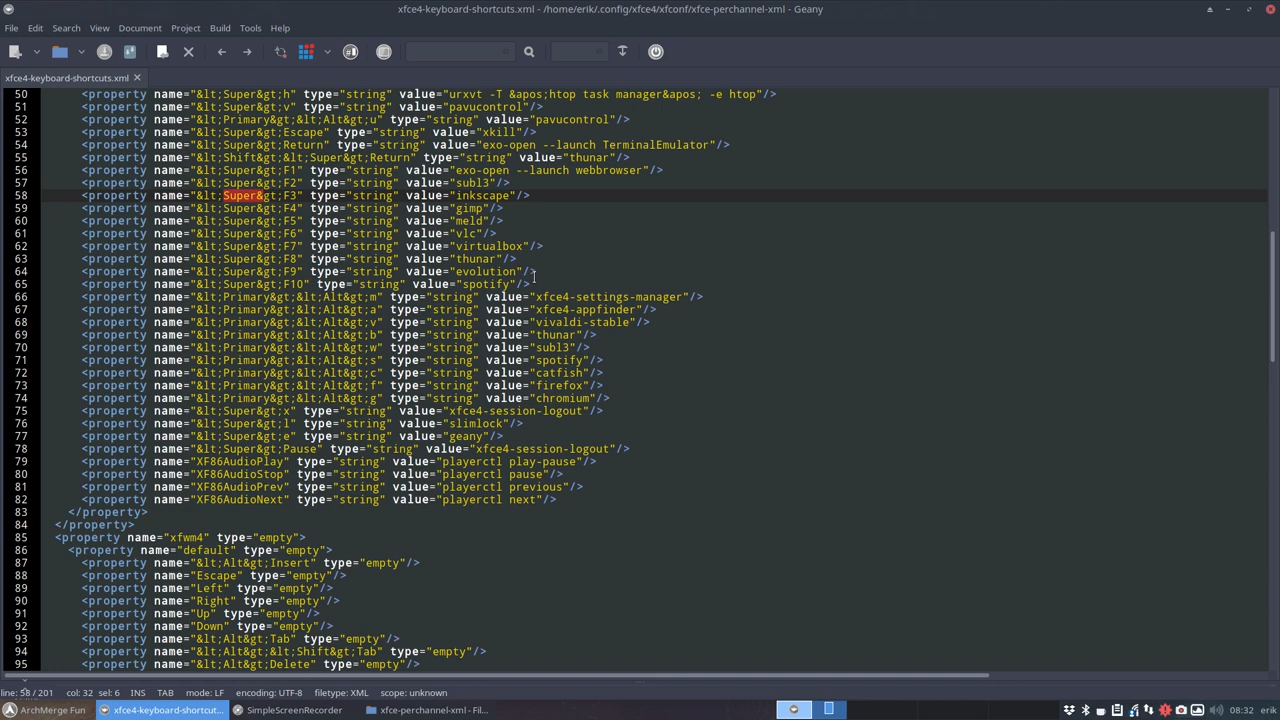 xfce4-keyboard-shortcuts.xml - /home/erik/.config/xfce4/xfconf/xfce-perchannel-xml - Geany
File Edit Search View Document Project Build Tools Help
xfce4-keyboard-shortcuts.xml
50 <property name="&lt;Super&gt;h" type="string" value="urxvt -T &apos;htop task manager&apos; -e htop"/>
51 <property name="&lt;Super&gt;v" type="string" value="pavucontrol"/>
52 <property name="&lt;Primary&gt;&lt;Alt&gt;u" type="string" value="pavucontrol"/>
53 <property name="&lt;Super&gt;Escape" type="string" value="xkill"/>
54 <property name="&lt;Super&gt;Return" type="string" value="exo-open --launch TerminalEmulator"/>
55 <property name="&lt;Shift&gt;&lt;Super&gt;Return" type="string" value="thunar"/>
56 <property name="&lt;Super&gt;F1" type="string" value="exo-open --launch webbrowser"/>
57 <property name="&lt;Super&gt;F2" type="string" value="subl3"/>
58 <property name="&lt;Super&gt;F3" type="string" value="inkscape"/>
59 <property name="&lt;Super&gt;F4" type="string" value="gimp"/>
60 <property name="&lt;Super&gt;F5" type="string" value="meld"/>
61 <property name="&lt;Super&gt;F6" type="string" value="vlc"/>
62 <property name="&lt;Super&gt;F7" type="string" value="virtualbox"/>
63 <property name="&lt;Super&gt;F8" type="string" value="thunar"/>
64 <property name="&lt;Super&gt;F9" type="string" value="evolution"/>
65 <property name="&lt;Super&gt;F10" type="string" value="spotify"/>
66 <property name="&lt;Primary&gt;&lt;Alt&gt;m" type="string" value="xfce4-settings-manager"/>
67 <property name="&lt;Primary&gt;&lt;Alt&gt;a" type="string" value="xfce4-appfinder"/>
68 <property name="&lt;Primary&gt;&lt;Alt&gt;v" type="string" value="vivaldi-stable"/>
69 <property name="&lt;Primary&gt;&lt;Alt&gt;b" type="string" value="thunar"/>
70 <property name="&lt;Primary&gt;&lt;Alt&gt;w" type="string" value="subl3"/>
71 <property name="&lt;Primary&gt;&lt;Alt&gt;s" type="string" value="spotify"/>
72 <property name="&lt;Primary&gt;&lt;Alt&gt;c" type="string" value="catfish"/>
73 <property name="&lt;Primary&gt;&lt;Alt&gt;f" type="string" value="firefox"/>
74 <property name="&lt;Primary&gt;&lt;Alt&gt;g" type="string" value="chromium"/>
75 <property name="&lt;Super&gt;x" type="string" value="xfce4-session-logout"/>
76 <property name="&lt;Super&gt;l" type="string" value="slimlock"/>
77 <property name="&lt;Super&gt;e" type="string" value="geany"/>
78 <property name="&lt;Super&gt;Pause" type="string" value="xfce4-session-logout"/>
79 <property name="XF86AudioPlay" type="string" value="playerctl play-pause"/>
80 <property name="XF86AudioStop" type="string" value="playerctl pause"/>
81 <property name="XF86AudioPrev" type="string" value="playerctl previous"/>
82 <property name="XF86AudioNext" type="string" value="playerctl next"/>
83 </property>
84 </property>
85 <property name="xfwm4" type="empty">
86 <property name="default" type="empty">
87 <property name="&lt;Alt&gt;Insert" type="empty"/>
88 <property name="Escape" type="empty"/>
89 <property name="Left" type="empty"/>
90 <property name="Right" type="empty"/>
91 <property name="Up" type="empty"/>
92 <property name="Down" type="empty"/>
93 <property name="&lt;Alt&gt;Tab" type="empty"/>
94 <property name="&lt;Alt&gt;&lt;Shift&gt;Tab" type="empty"/>
95 <property name="&lt;Alt&gt;Delete" type="empty"/>
line: 58 / 201 col: 32 sel: 6 INS TAB mode: LF encoding: UTF-8 filetype: XML scope: unknown
ArchMerge Fun xfce4-keyboard-shortcut... SimpleScreenRecorder xfce-perchannel-xml - Fil... 08:32 erik